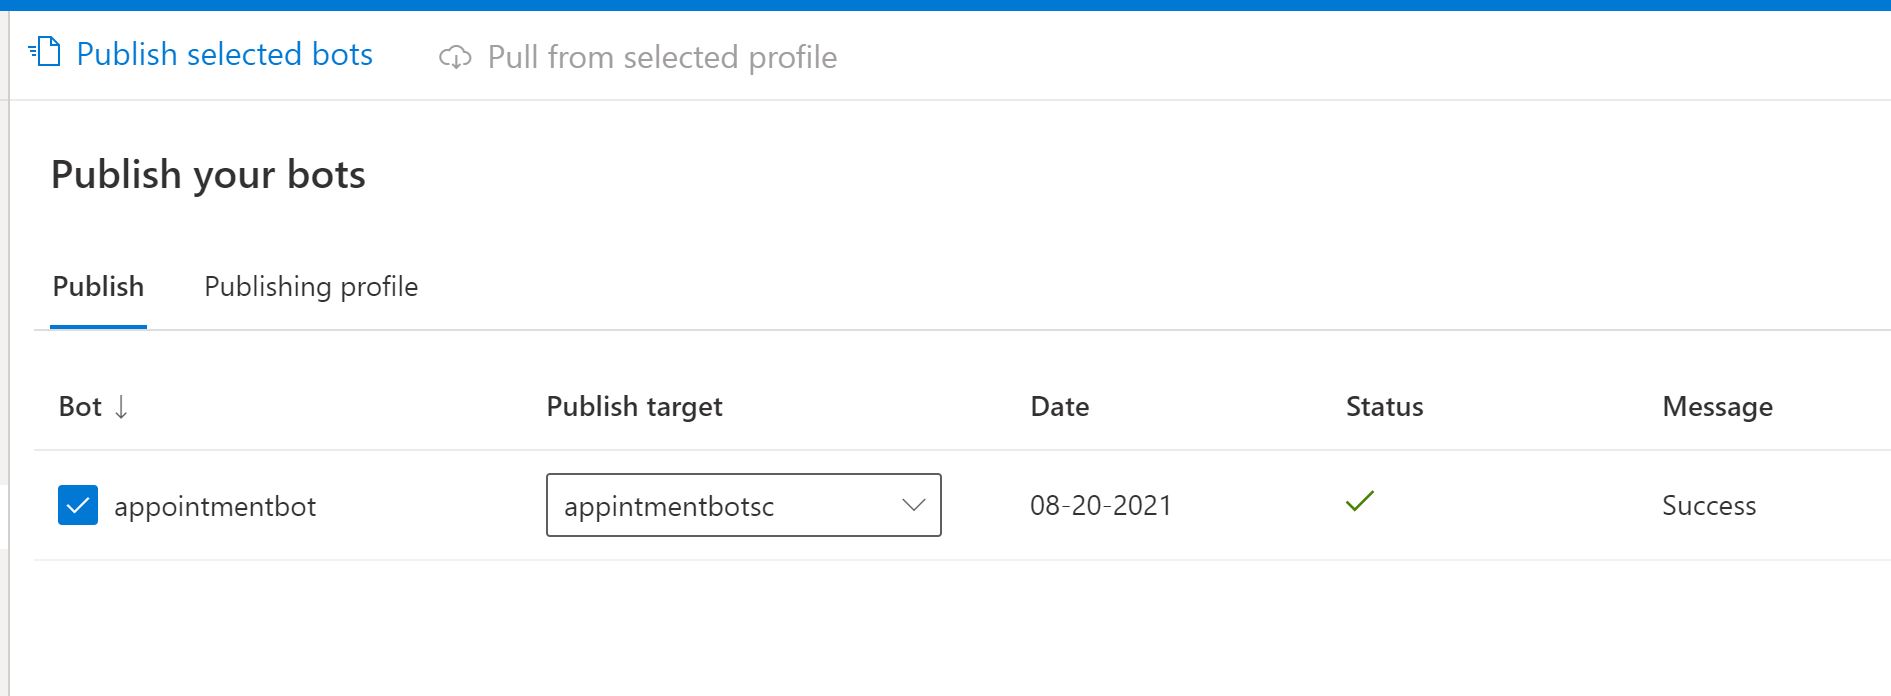 Publish selected bots Pull from selected profile
Publish your bots
Publish Publishing profile
Bot ↓ Publish target Date Status Message
appointmentbot appintmentbotsc 08-20-2021 Success